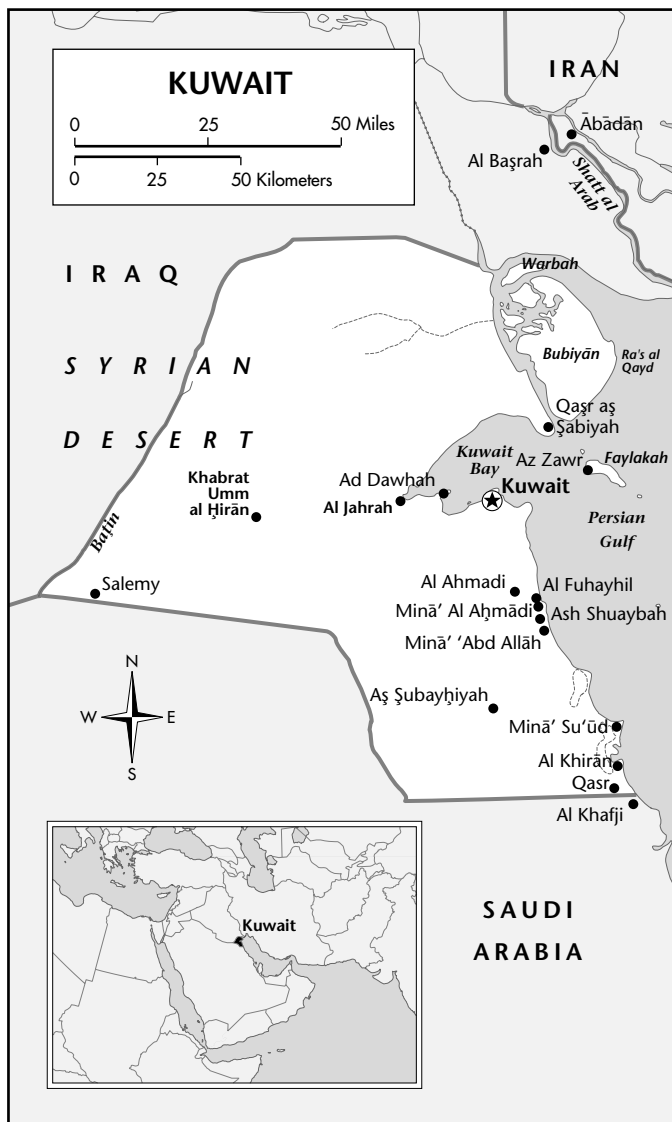 KUWAIT
0 25 50 Miles
0 25 50 Kilometers
IRAN
Ābādān
Al Başrah
Shatt al
Arab
IRAQ
Warbah
SYRIAN
DESERT
Bubiyān
Ra's al
Qayd
Qaşr aş
Şabiyah
Kuwait
Bay
Az Zawr
Faylakah
Khabrat
Umm
al Ḩirān
Ad Dawhah
Al Jahrah
Kuwait
Persian
Gulf
Baţin
Salemy
Al Ahmadi
Al Fuhayhil
Minā' Al Aḩmādi
Ash Shuaybah
Minā' 'Abd Allāh
Aş Şubayḩiyah
Minā' Su'ūd
Al Khirān
Qasr
Al Khafji
N
W E
S
SAUDI
ARABIA
Kuwait